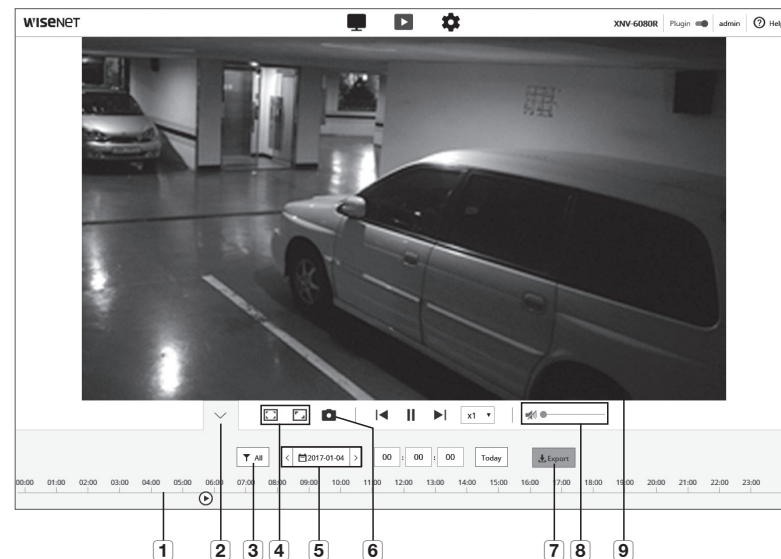 WISENET XNV-6080R Plugin admin ? Help
x1
All < 2017-01-04 > 00 : 00 : 00 Today Export
00:00 01:00 02:00 03:00 04:00 05:00 06:00 07:00 08:00 09:00 10:00 11:00 12:00 13:00 14:00 15:00 16:00 17:00 18:00 19:00 20:00 21:00 22:00 23:00
1 2 3 4 5 6 7 8 9